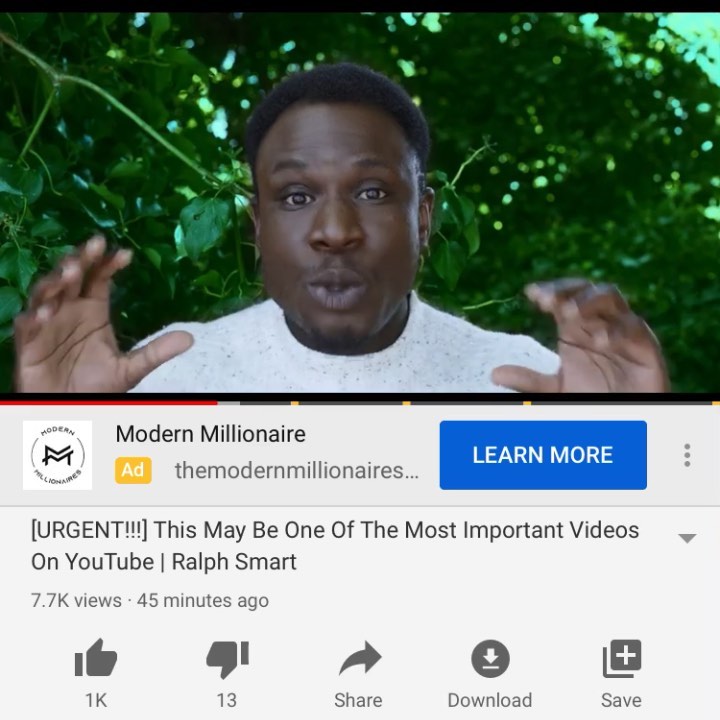 MODERN
MILLIONAIRES
Modern Millionaire
LEARN MORE
Ad themodernmillionaires...
[URGENT!!!] This May Be One Of The Most Important Videos
On YouTube | Ralph Smart
7.7K views · 45 minutes ago
1K
13
Share
Download
Save